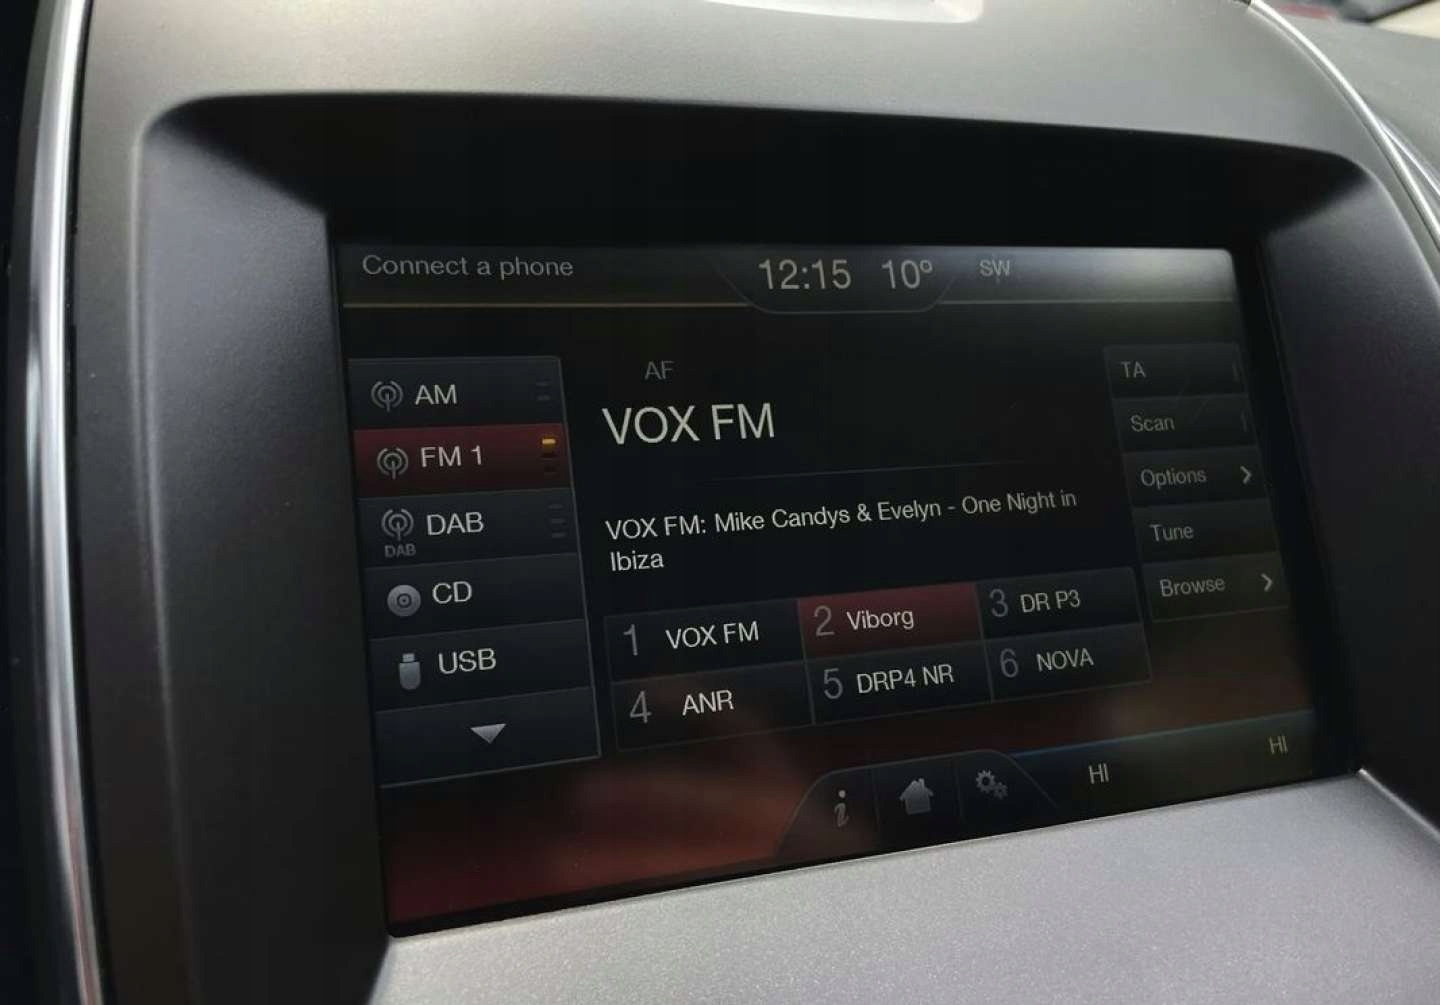 Connect a phone
12:15 10° SW
AM
FM 1
DAB
DAB
CD
USB
AF
VOX FM
VOX FM: Mike Candys & Evelyn - One Night in
Ibiza
1 VOX FM 2 Viborg 3 DR P3
4 ANR 5 DRP4 NR 6 NOVA
TA
Scan
Options
Tune
Browse
i HI HI